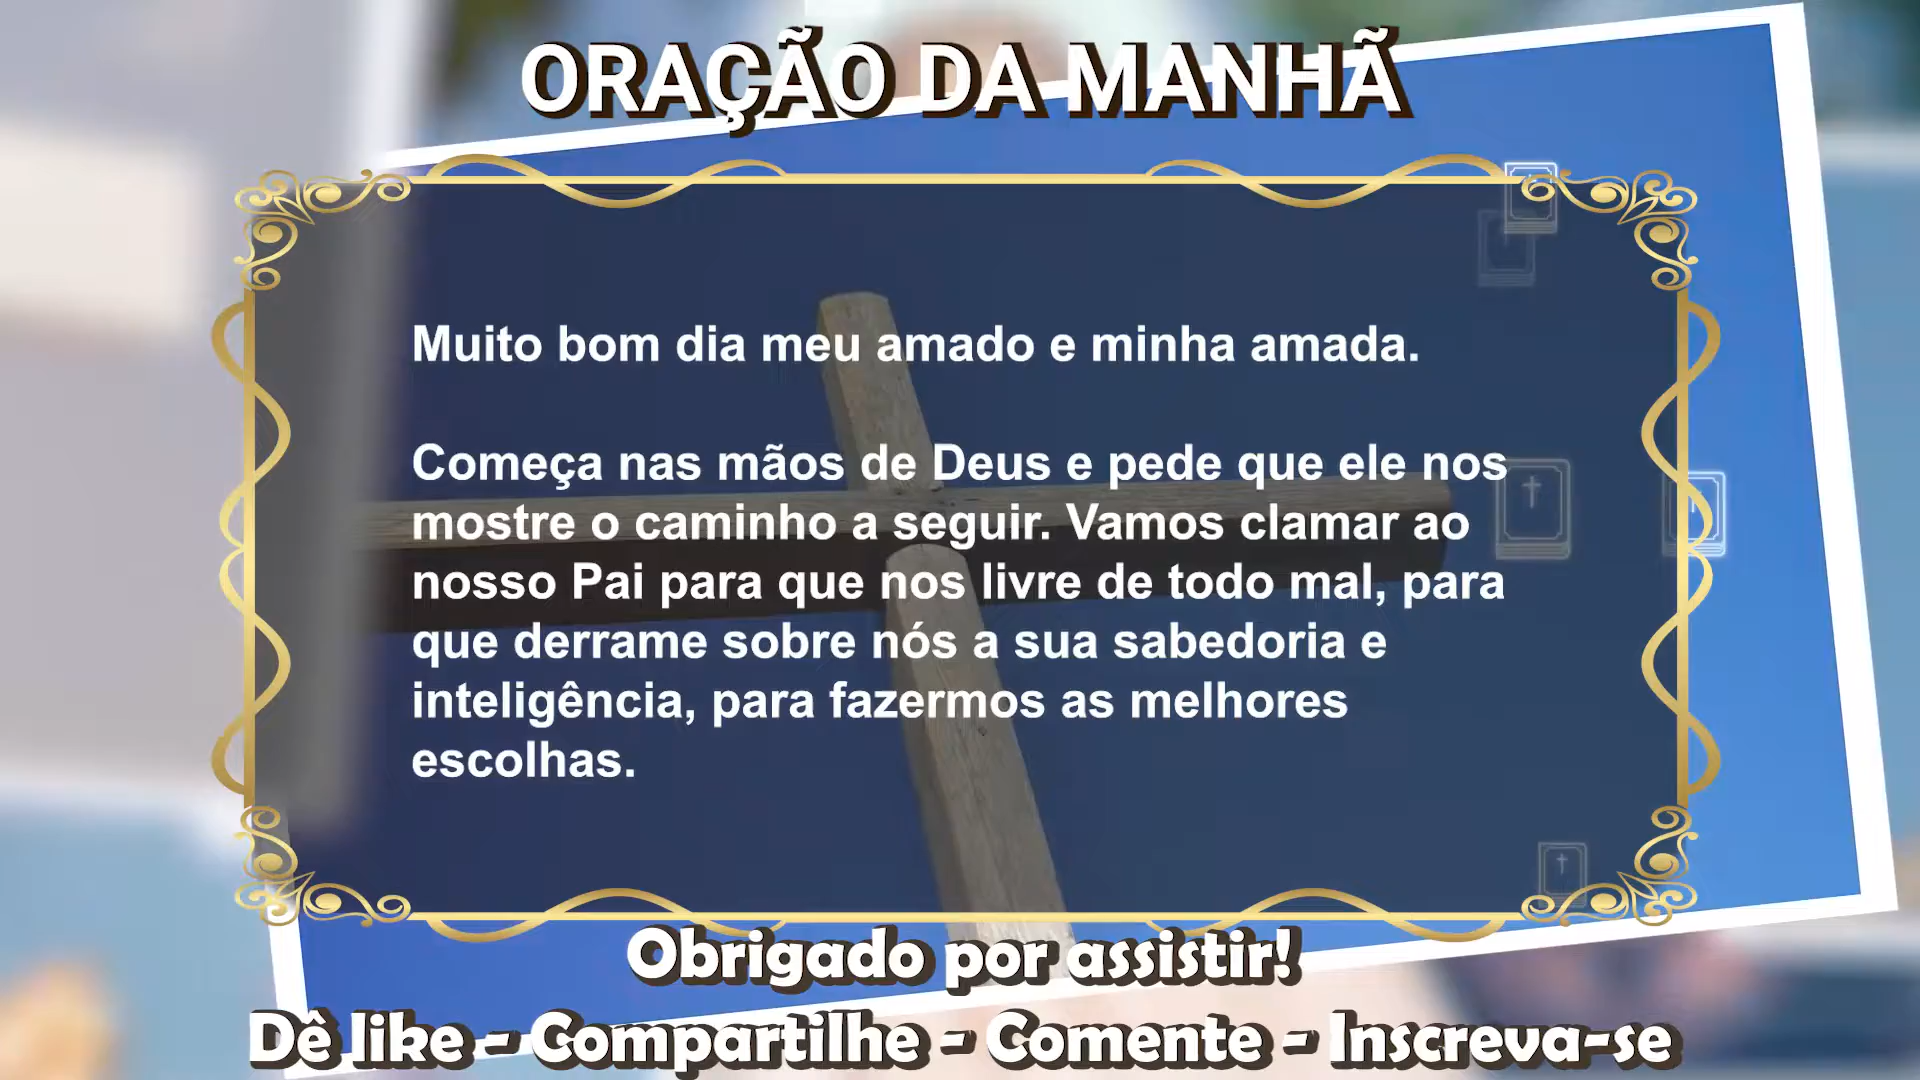 ORAÇÃO DA MANHÃ
Muito bom dia meu amado e minha amada.
Começa nas mãos de Deus e pede que ele nos
mostre o caminho a seguir. Vamos clamar ao
nosso Pai para que nos livre de todo mal, para
que derrame sobre nós a sua sabedoria e
inteligência, para fazermos as melhores
escolhas.
Obrigado por assistir!
Dê like - Compartilhe - Comente - Inscreva-se